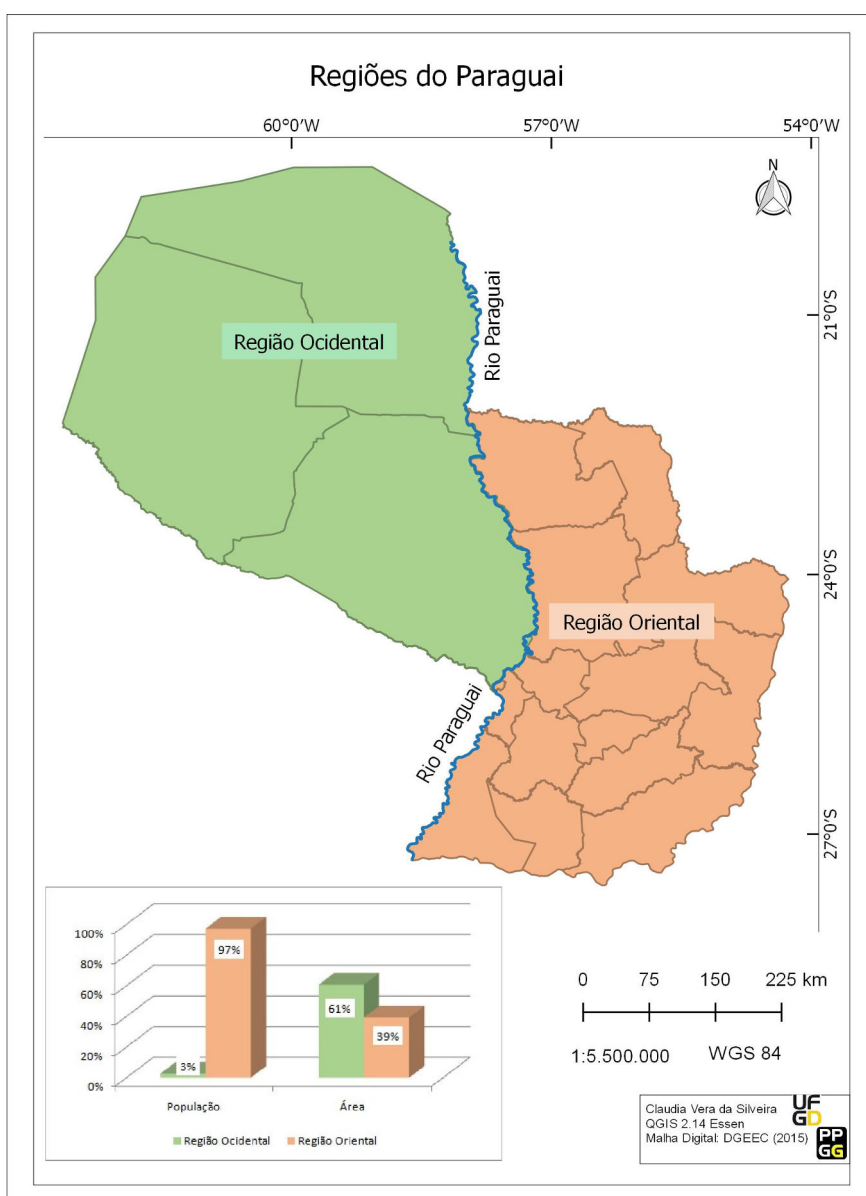 Regiões do Paraguai
60°0'W
57°0'W
54°0'W
N
21°0'S
Rio Paraguai
Região Ocidental
24°0'S
Região Oriental
Rio Paraguai
27°0'S
100%
80%
60%
40%
20%
0%
3%
97%
61%
39%
População
Área
Região Ocidental
Região Oriental
0 75 150 225 km
1:5.500.000 WGS 84
Claudia Vera da Silveira
QGIS 2.14 Essen
Malha Digital: DGEEC (2015)
UF
GD
PP
GG